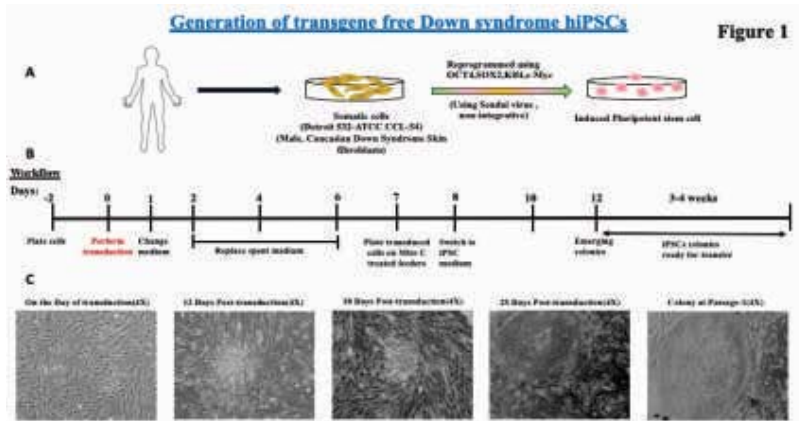 Generation of transgene free Down syndrome hiPSCs
Figure 1
A
Reprogrammed using
OCT4,SOX2,Klf4,c-Myc
(Using Sendai virus ,
non-integrative)
Somatic cells
(Detroit 532-ATCC CCL-54)
(Male, Caucasian Down Syndrome Skin
fibroblasts)
Induced Pluripotent stem cell
B
Workflow
Days:
-2 0 1 2 4 6 7 8 10 12 3-4 weeks
Plate cells
Perform
transduction
Change
medium
Replace spent medium
Plate transduced
cells on Mito C
treated feeders
Switch to
iPSC
medium
Emerging
colonies
iPSCs colonies
ready for transfer
C
On the Day of transduction(4X)
12 Days Post-transduction(4X)
Days Post-transduction(4X)
Days Post-transduction(4X)
Colony at Passage